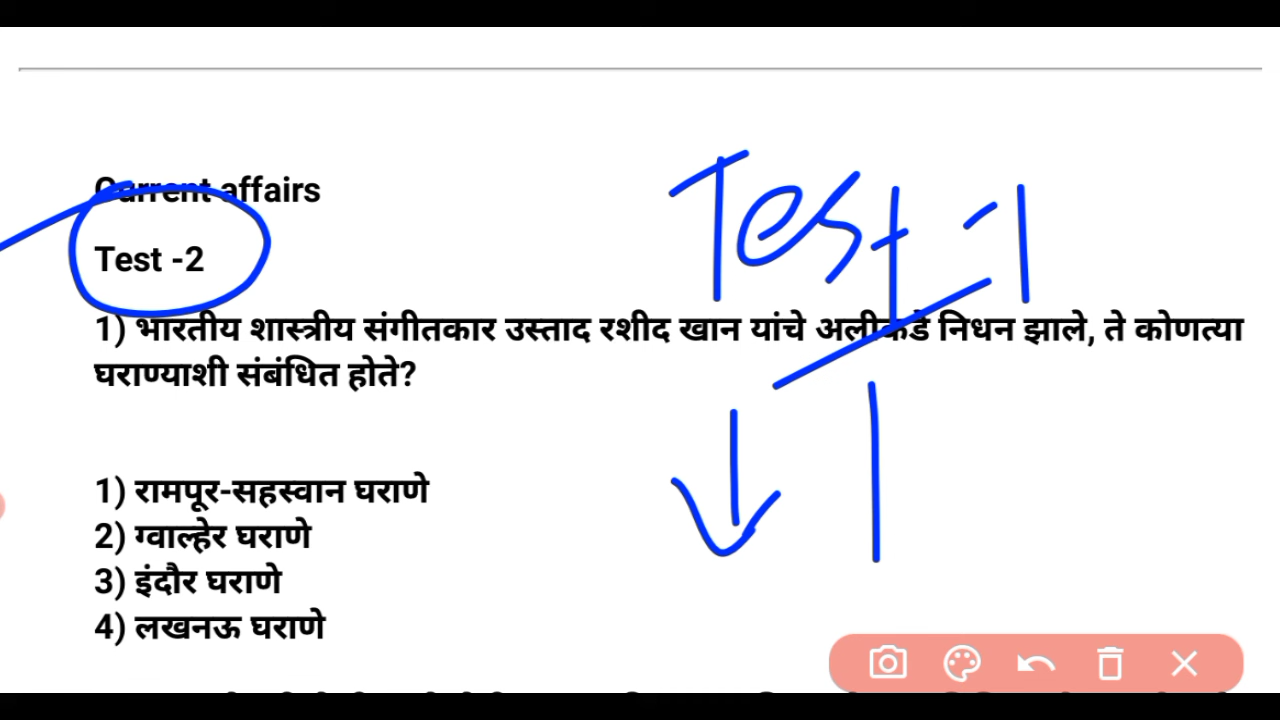 Current affairs
Test -2
Test -1
1) भारतीय शास्त्रीय संगीतकार उस्ताद रशीद खान यांचे अलीकडे निधन झाले, ते कोणत्या
घराण्याशी संबंधित होते?
1) रामपूर-सहस्वान घराणे
2) ग्वाल्हेर घराणे
3) इंदौर घराणे
4) लखनऊ घराणे